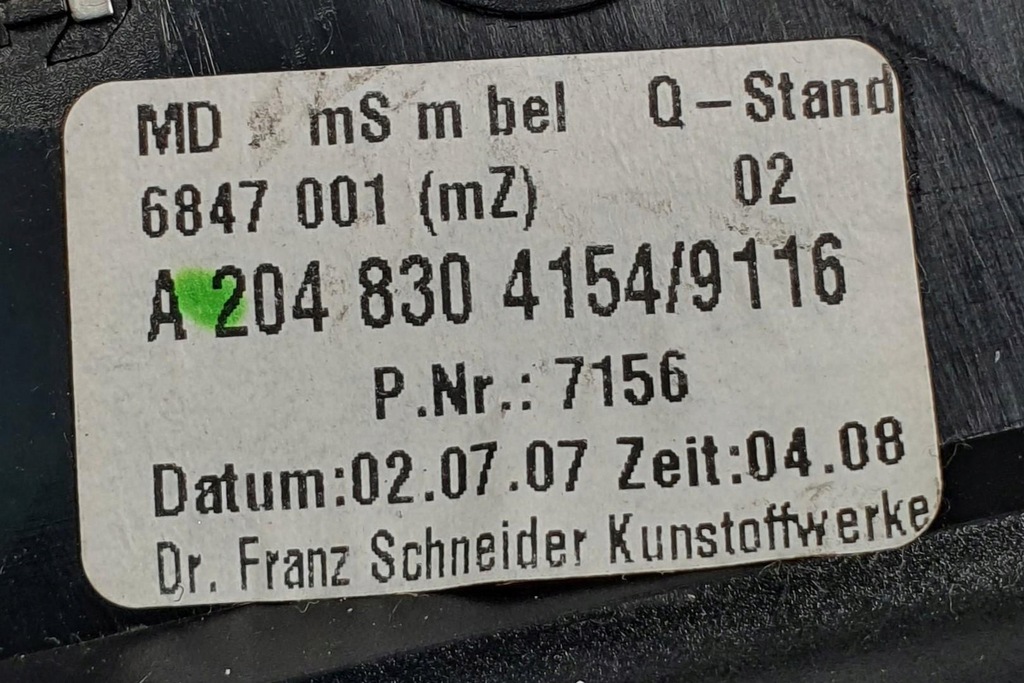 MD mS m bel Q-Stand
6847 001 (mZ) 02
A 204 830 4154/9116
P.Nr.: 7156
Datum:02.07.07 Zeit:04.08
Dr. Franz Schneider Kunstoffwerke